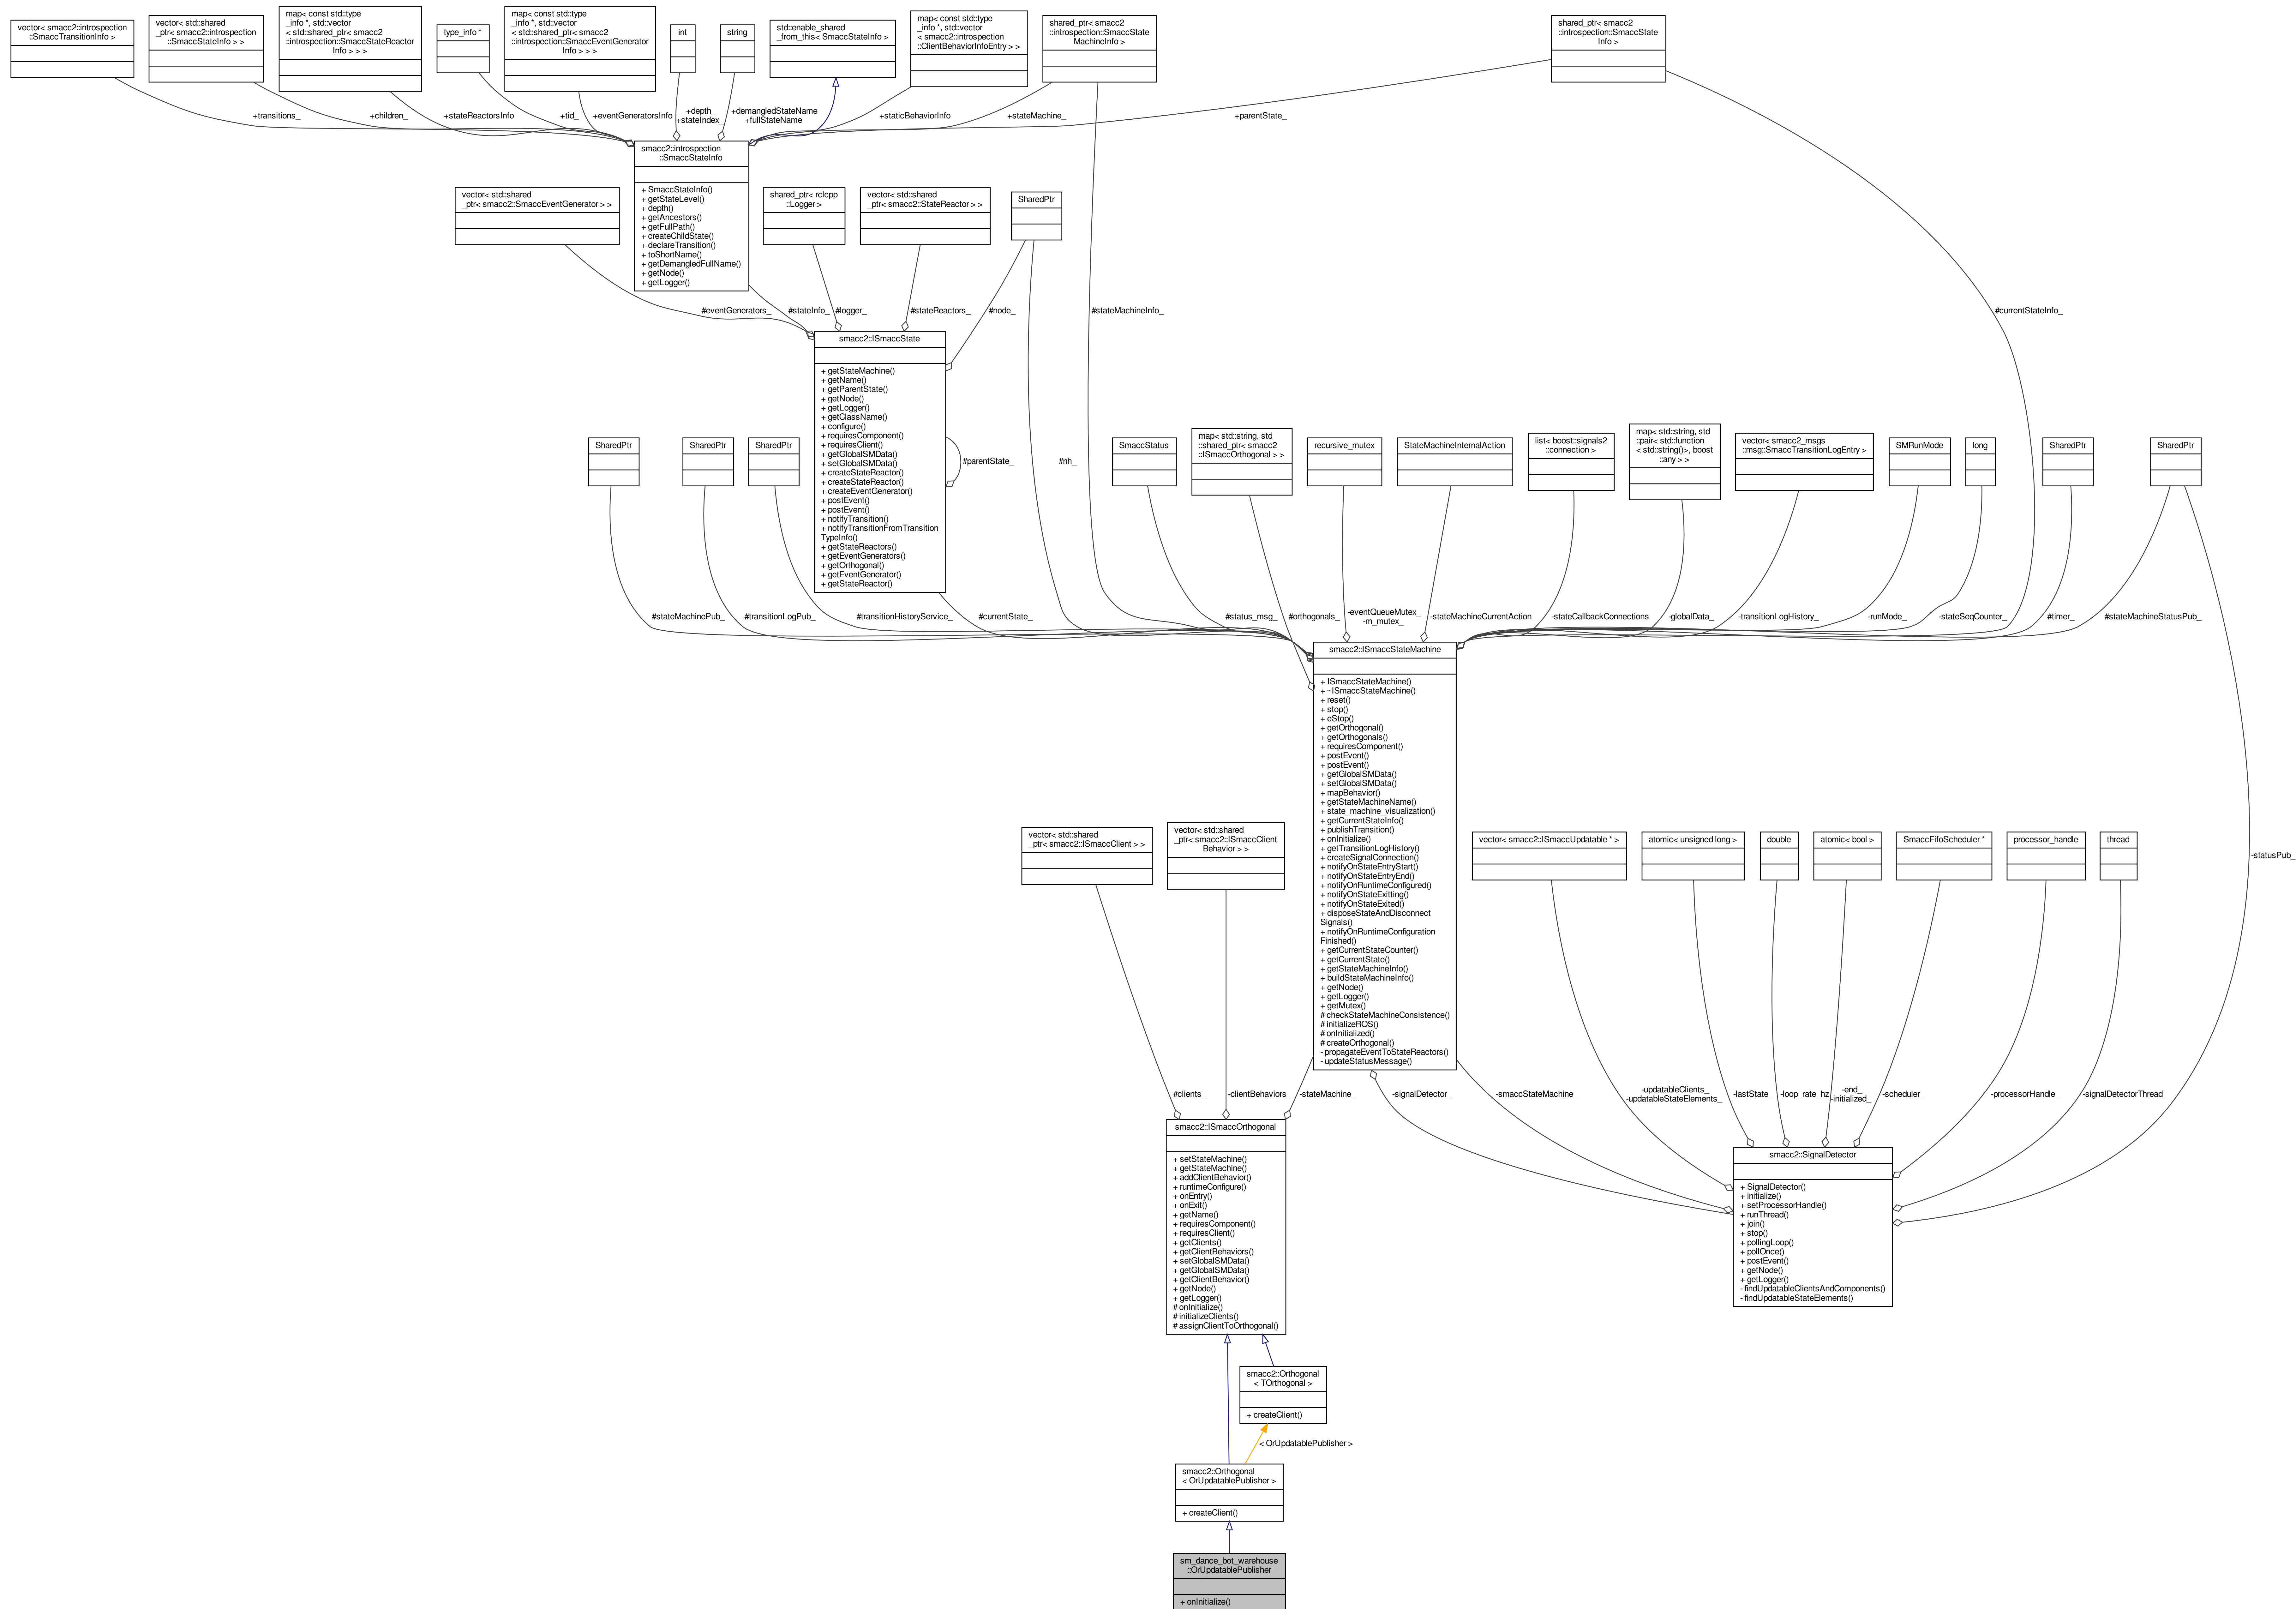 vector< smacc2::introspection
::SmaccTransitionInfo >
vector< std::shared
_ptr< smacc2::introspection
::SmaccStateInfo > >
map< const std::type
_info *, std::vector
< std::shared_ptr< smacc2
::introspection::SmaccStateReactor
Info > > >
type_info *
map< const std::type
_info *, std::vector
< std::shared_ptr< smacc2
::introspection::SmaccEventGenerator
Info > > >
int
string
std::enable_shared
_from_this< SmaccStateInfo >
map< const std::type
_info *, std::vector
< smacc2::introspection
::ClientBehaviorInfoEntry > >
shared_ptr< smacc2
::introspection::SmaccState
MachineInfo >
shared_ptr< smacc2
::introspection::SmaccState
Info >
+transitions_
+children_
+stateReactorsInfo
+tid_
+eventGeneratorsInfo
+depth_
+stateIndex_
+demangledStateName
+fullStateName
+staticBehaviorInfo
+stateMachine_
+parentState_
smacc2::introspection
::SmaccStateInfo
+ SmaccStateInfo()
+ getStateLevel()
+ depth()
+ getAncestors()
+ getFullPath()
+ createChildState()
+ declareTransition()
+ toShortName()
+ getDemangledFullName()
+ getNode()
+ getLogger()
vector< std::shared
_ptr< smacc2::SmaccEventGenerator > >
shared_ptr< rclcpp
::Logger >
vector< std::shared
_ptr< smacc2::StateReactor > >
SharedPtr
#eventGenerators_
#stateInfo_
#logger_
#stateReactors_
#node_
#stateMachineInfo_
#currentStateInfo_
smacc2::ISmaccState
+ getStateMachine()
+ getName()
+ getParentState()
+ getNode()
+ getLogger()
+ getClassName()
+ configure()
+ requiresComponent()
+ requiresClient()
+ getGlobalSMData()
+ setGlobalSMData()
+ createStateReactor()
+ createStateReactor()
+ createEventGenerator()
+ postEvent()
+ postEvent()
+ notifyTransition()
+ notifyTransitionFromTransition
TypeInfo()
+ getStateReactors()
+ getEventGenerators()
+ getOrthogonal()
+ getEventGenerator()
+ getStateReactor()
#parentState_
#nh_
SharedPtr
SharedPtr
SharedPtr
SmaccStatus
map< std::string, std
::shared_ptr< smacc2
::ISmaccOrthogonal > >
recursive_mutex
StateMachineInternalAction
list< boost::signals2
::connection >
map< std::string, std
::pair< std::function
< std::string()>, boost
::any > >
vector< smacc2_msgs
::msg::SmaccTransitionLogEntry >
SMRunMode
long
SharedPtr
SharedPtr
#stateMachinePub_
#transitionLogPub_
#transitionHistoryService_
#currentState_
#status_msg_
#orthogonals_
-eventQueueMutex_
-m_mutex_
-stateMachineCurrentAction
-stateCallbackConnections
-globalData_
-transitionLogHistory_
-runMode_
-stateSeqCounter_
#timer_
#stateMachineStatusPub_
smacc2::ISmaccStateMachine
+ ISmaccStateMachine()
+ ~ISmaccStateMachine()
+ reset()
+ stop()
+ eStop()
+ getOrthogonal()
+ getOrthogonals()
+ requiresComponent()
+ postEvent()
+ postEvent()
+ getGlobalSMData()
+ setGlobalSMData()
+ mapBehavior()
+ getStateMachineName()
+ state_machine_visualization()
+ getCurrentStateInfo()
+ publishTransition()
+ onInitialize()
+ getTransitionLogHistory()
+ createSignalConnection()
+ notifyOnStateEntryStart()
+ notifyOnStateEntryEnd()
+ notifyOnRuntimeConfigured()
+ notifyOnStateExitting()
+ notifyOnStateExited()
+ disposeStateAndDisconnect
Signals()
+ notifyOnRuntimeConfiguration
Finished()
+ getCurrentStateCounter()
+ getCurrentState()
+ getStateMachineInfo()
+ buildStateMachineInfo()
+ getNode()
+ getLogger()
+ getMutex()
# checkStateMachineConsistence()
# initializeROS()
# onInitialized()
# createOrthogonal()
- propagateEventToStateReactors()
- updateStatusMessage()
vector< std::shared
_ptr< smacc2::ISmaccClient > >
vector< std::shared
_ptr< smacc2::ISmaccClient
Behavior > >
vector< smacc2::ISmaccUpdatable * >
atomic< unsigned long >
double
atomic< bool >
SmaccFifoScheduler *
processor_handle
thread
-statusPub_
#clients_
-clientBehaviors_
-stateMachine_
-signalDetector_
-smaccStateMachine_
-updatableClients_
-updatableStateElements_
-lastState_
-loop_rate_hz
-end_
-initialized_
-scheduler_
-processorHandle_
-signalDetectorThread_
smacc2::ISmaccOrthogonal
+ setStateMachine()
+ getStateMachine()
+ addClientBehavior()
+ runtimeConfigure()
+ onEntry()
+ onExit()
+ getName()
+ requiresComponent()
+ requiresClient()
+ getClients()
+ getClientBehaviors()
+ setGlobalSMData()
+ getGlobalSMData()
+ getClientBehavior()
+ getNode()
+ getLogger()
# onInitialize()
# initializeClients()
# assignClientToOrthogonal()
smacc2::SignalDetector
+ SignalDetector()
+ initialize()
+ setProcessorHandle()
+ runThread()
+ join()
+ stop()
+ pollingLoop()
+ pollOnce()
+ postEvent()
+ getNode()
+ getLogger()
- findUpdatableClientsAndComponents()
- findUpdatableStateElements()
smacc2::Orthogonal
< TOrthogonal >
+ createClient()
< OrUpdatablePublisher >
smacc2::Orthogonal
< OrUpdatablePublisher >
+ createClient()
sm_dance_bot_warehouse
::OrUpdatablePublisher
+ onInitialize()